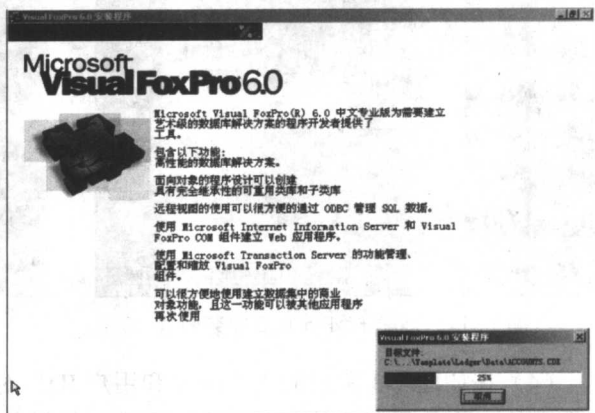 Visual FoxPro 6.0 安装程序
Microsoft
Visual FoxPro 6.0
Microsoft Visual FoxPro(R) 6.0 中文专业版为需要建立
艺术级的数据库解决方案的程序开发者提供了
工具。
包含以下功能:
高性能的数据库解决方案。
面向对象的程序设计可以创建
具有完全继承性的可重用类库和子类库
远程视图的使用可以很方便的通过 ODBC 管理 SQL 数据。
使用 Microsoft Internet Information Server 和 Visual
FoxPro COM 组件建立 Web 应用程序。
使用 Microsoft Transaction Server 的功能管理、
配置和缩放 Visual FoxPro
组件。
可以很方便地使用建立数据集中的商业
对象功能,且这一功能可以被其他应用程序
再次使用
Visual FoxPro 6.0 安装程序
目标文件:
C:\...\Template\Ledger\Data\ACCOUNTS.CDX
25%
取消